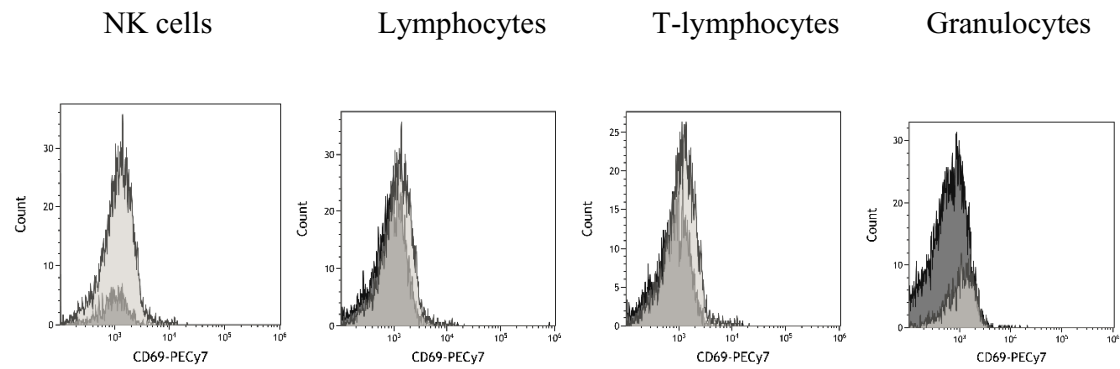 NK cells
Lymphocytes
T-lymphocytes
Granulocytes
Count
30
20
10
0
10³
10⁴
10⁵
10⁶
CD69-PECy7
Count
30
20
10
0
10³
10⁴
10⁵
10⁶
CD69-PECy7
Count
25
20
15
10
5
0
10³
10⁴
10⁵
10⁶
CD69-PECy7
Count
30
20
10
0
10³
10⁴
10⁵
10⁶
CD69-PECy7